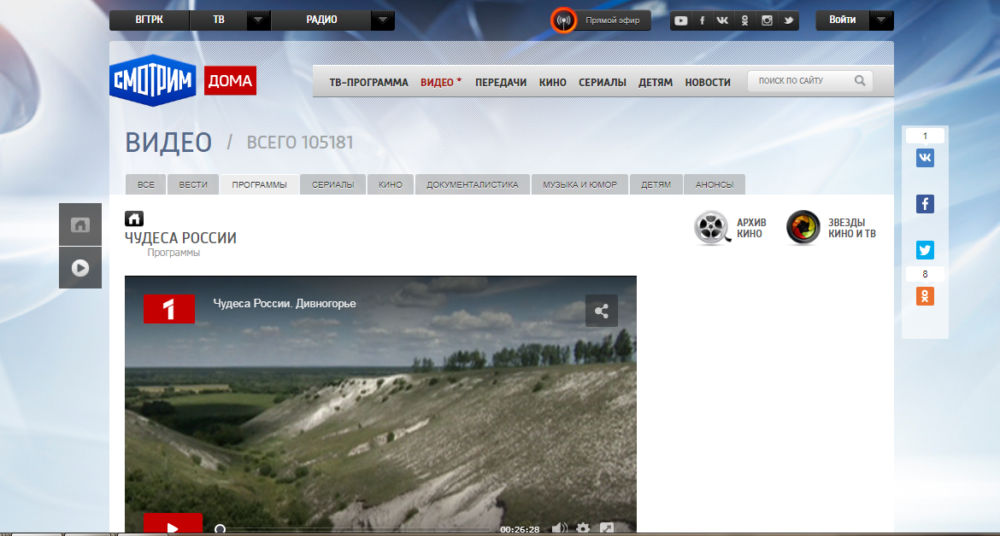 ВГТРК ТВ РАДИО Прямой эфир Войти
СМОТРИМ ДОМА
ТВ-ПРОГРАММА ВИДЕО * ПЕРЕДАЧИ КИНО СЕРИАЛЫ ДЕТЯМ НОВОСТИ ПОИСК ПО САЙТУ
ВИДЕО / ВСЕГО 105181
1
ВСЕ ВЕСТИ ПРОГРАММЫ СЕРИАЛЫ КИНО ДОКУМЕНТАЛИСТИКА МУЗЫКА И ЮМОР ДЕТЯМ АНОНСЫ
ЧУДЕСА РОССИИ
Программы
АРХИВ
КИНО
ЗВЕЗДЫ
КИНО И ТВ
8
1 Чудеса России. Дивногорье
00:26:28